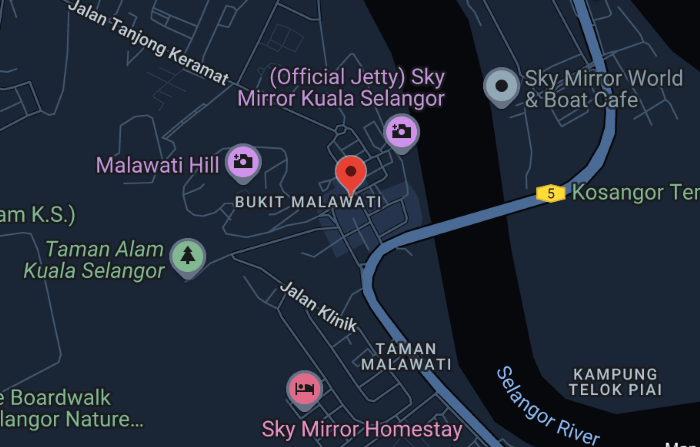 Jalan Tanjong Keramat
(Official Jetty) Sky
Mirror Kuala Selangor
Sky Mirror World
& Boat Cafe
Malawati Hill
BUKIT MALAWATI
5
Kosangor Ter
am K.S.)
Taman Alam
Kuala Selangor
Jalan Klinik
TAMAN
MALAWATI
KAMPUNG
TELOK PIAI
e Boardwalk
langor Nature...
Sky Mirror Homestay
Selangor River